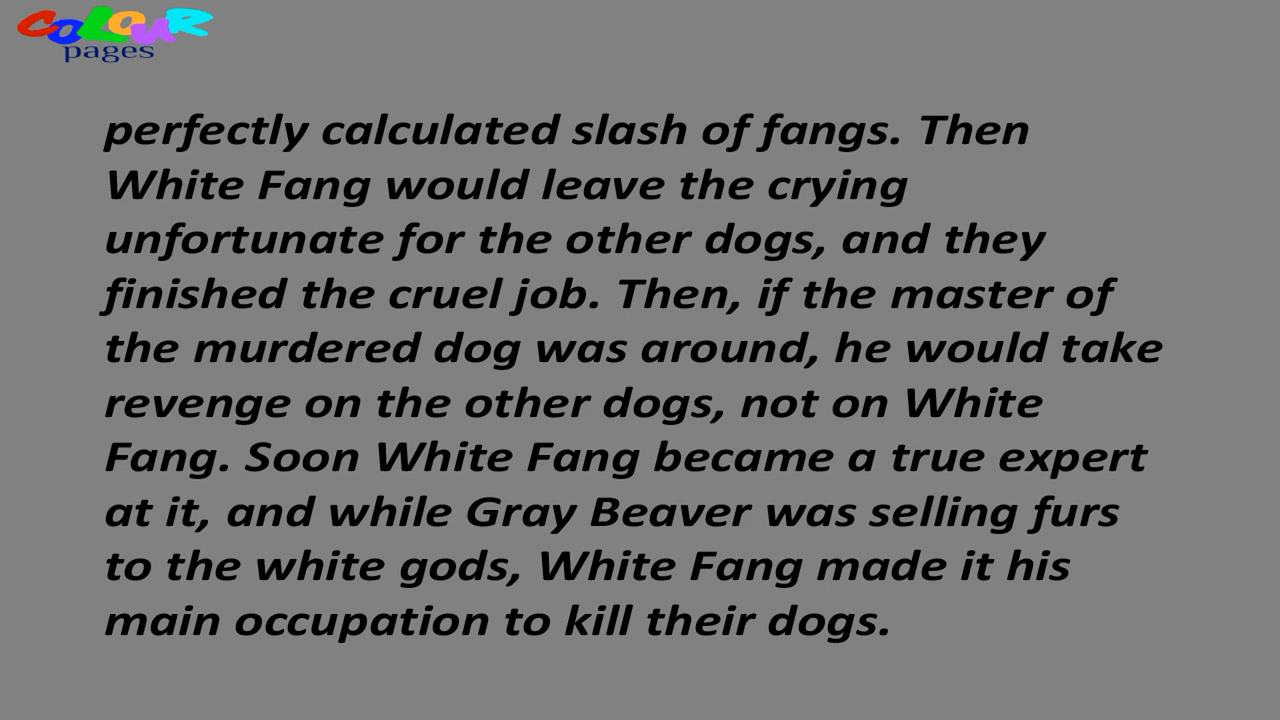 COLOUR
pages
perfectly calculated slash of fangs. Then
White Fang would leave the crying
unfortunate for the other dogs, and they
finished the cruel job. Then, if the master of
the murdered dog was around, he would take
revenge on the other dogs, not on White
Fang. Soon White Fang became a true expert
at it, and while Gray Beaver was selling furs
to the white gods, White Fang made it his
main occupation to kill their dogs.